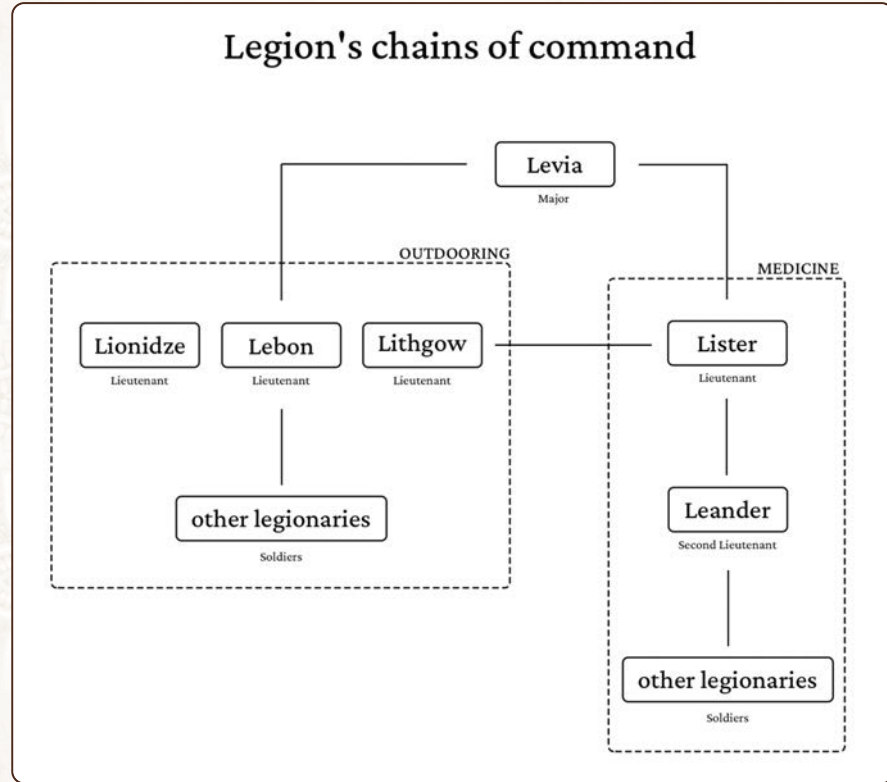 Legion's chains of command
Levia
Major
OUTDOORING
Lionidze
Lieutenant
Lebon
Lieutenant
Lithgow
Lieutenant
other legionaries
Soldiers
MEDICINE
Lister
Lieutenant
Leander
Second Lieutenant
other legionaries
Soldiers